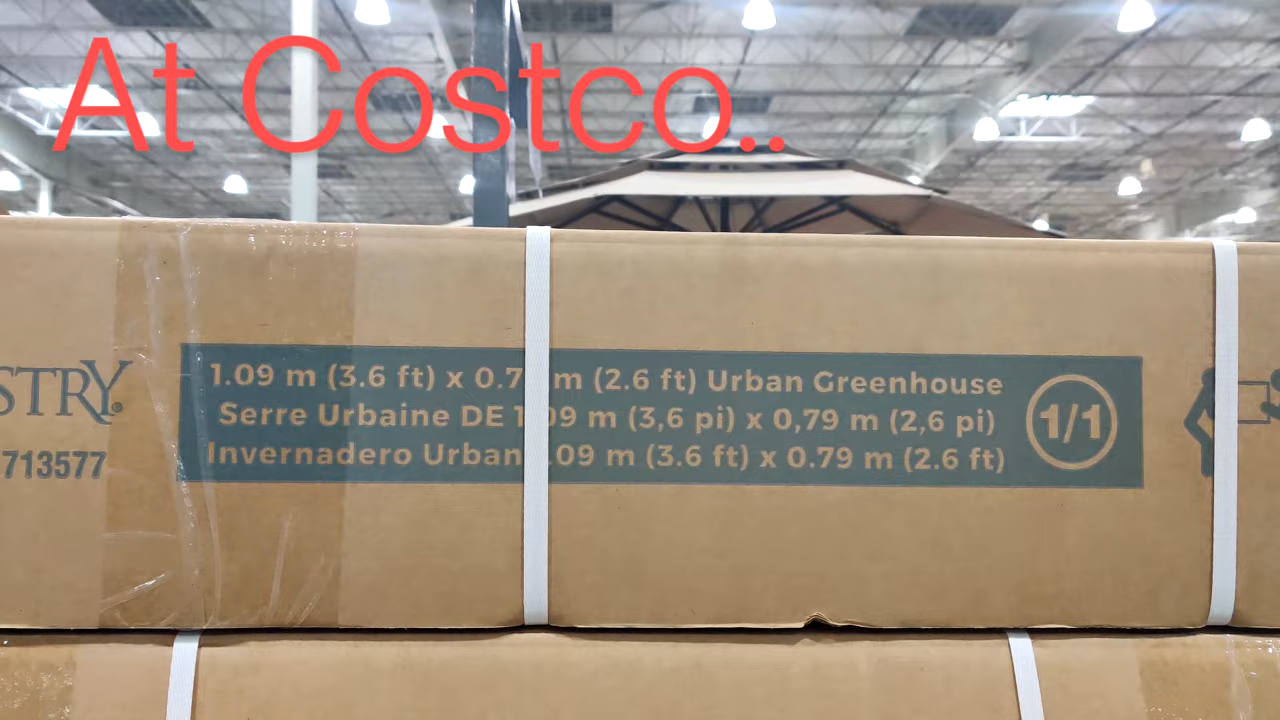 At Costco..
1.09 m (3.6 ft) x 0.7 m (2.6 ft) Urban Greenhouse
Serre Urbaine DE 1.09 m (3,6 pi) x 0,79 m (2,6 pi)
Invernadero Urban .09 m (3.6 ft) x 0.79 m (2.6 ft)
1/1
STRY®
713577